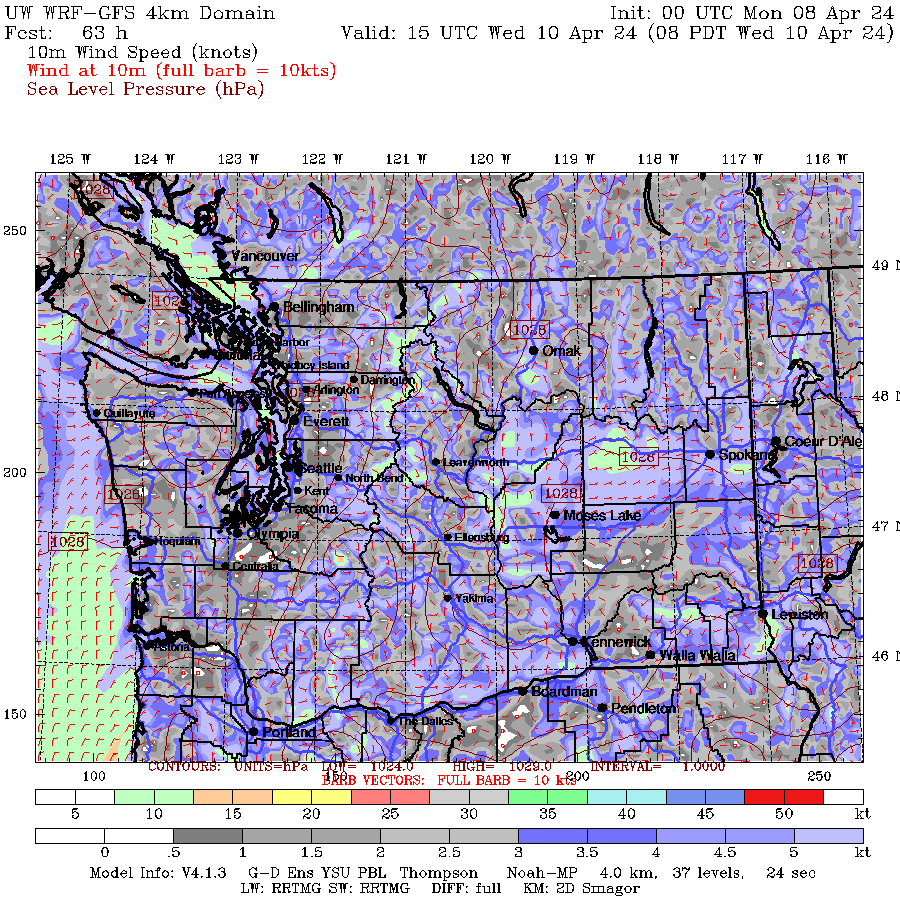 UW WRF-GFS 4km Domain Init: 00 UTC Mon 08 Apr 24
Fcst: 63 h Valid: 15 UTC Wed 10 Apr 24 (08 PDT Wed 10 Apr 24)
10m Wind Speed (knots)
Wind at 10m (full barb = 10kts)
Sea Level Pressure (hPa)
125 W 124 W 123 W 122 W 121 W 120 W 119 W 118 W 117 W 116 W
1028
250
Vancouver
49 N
1028
Bellingham
1028
Omak
Darrington
Arlington
48 N
Quillayute
Everett
Coeur D'Ale
Spokane
1028
Leavenworth
Seattle
200
North Bend
Kent
1028
1028
Tacoma
Moses Lake
47 N
Olympia
Ellensburg
1028
Hoquiam
Centralia
1028
Yakima
Lewiston
Kennewick
Astoria
Walla Walla
46 N
Boardman
Pendleton
150
The Dalles
Portland
CONTOURS: UNITS=hPa LOW= 1024.0 HIGH= 1029.0 INTERVAL= 1.0000
100 150 200 250
BARB VECTORS: FULL BARB = 10 kts
5 10 15 20 25 30 35 40 45 50 kt
0 .5 1 1.5 2 2.5 3 3.5 4 4.5 5 kt
Model Info: V4.1.3 G-D Ens YSU PBL Thompson Noah-MP 4.0 km, 37 levels, 24 sec
LW: RRTMG SW: RRTMG DIFF: full KM: 2D Smagor